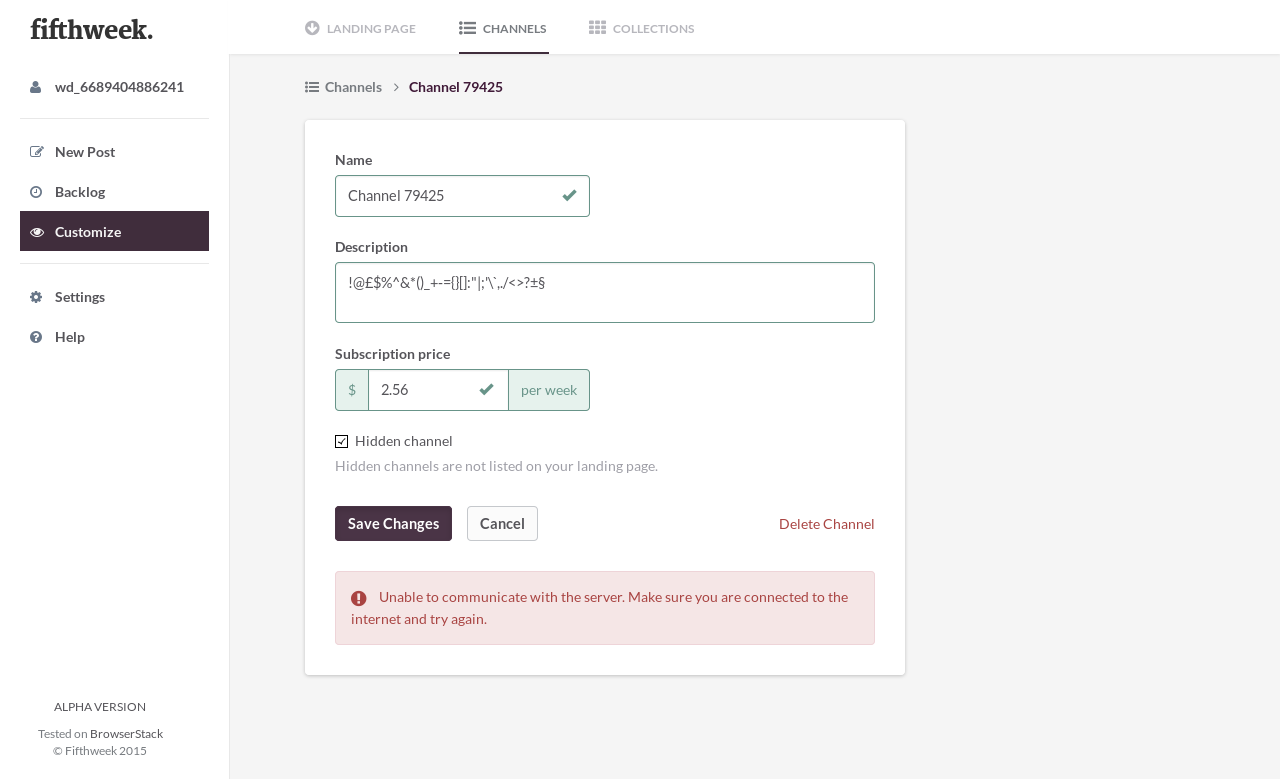 fifthweek.
LANDING PAGE
CHANNELS
COLLECTIONS
wd_6689404886241
New Post
Backlog
Customize
Settings
Help
ALPHA VERSION
Tested on BrowserStack
© Fifthweek 2015
Channels
Channel 79425
Name
Channel 79425
Description
!@£$%^&*()_+-={}[]:"|;'\`,./<>?±§
Subscription price
$ 2.56 per week
Hidden channel
Hidden channels are not listed on your landing page.
Save Changes
Cancel
Delete Channel
Unable to communicate with the server. Make sure you are connected to the
internet and try again.